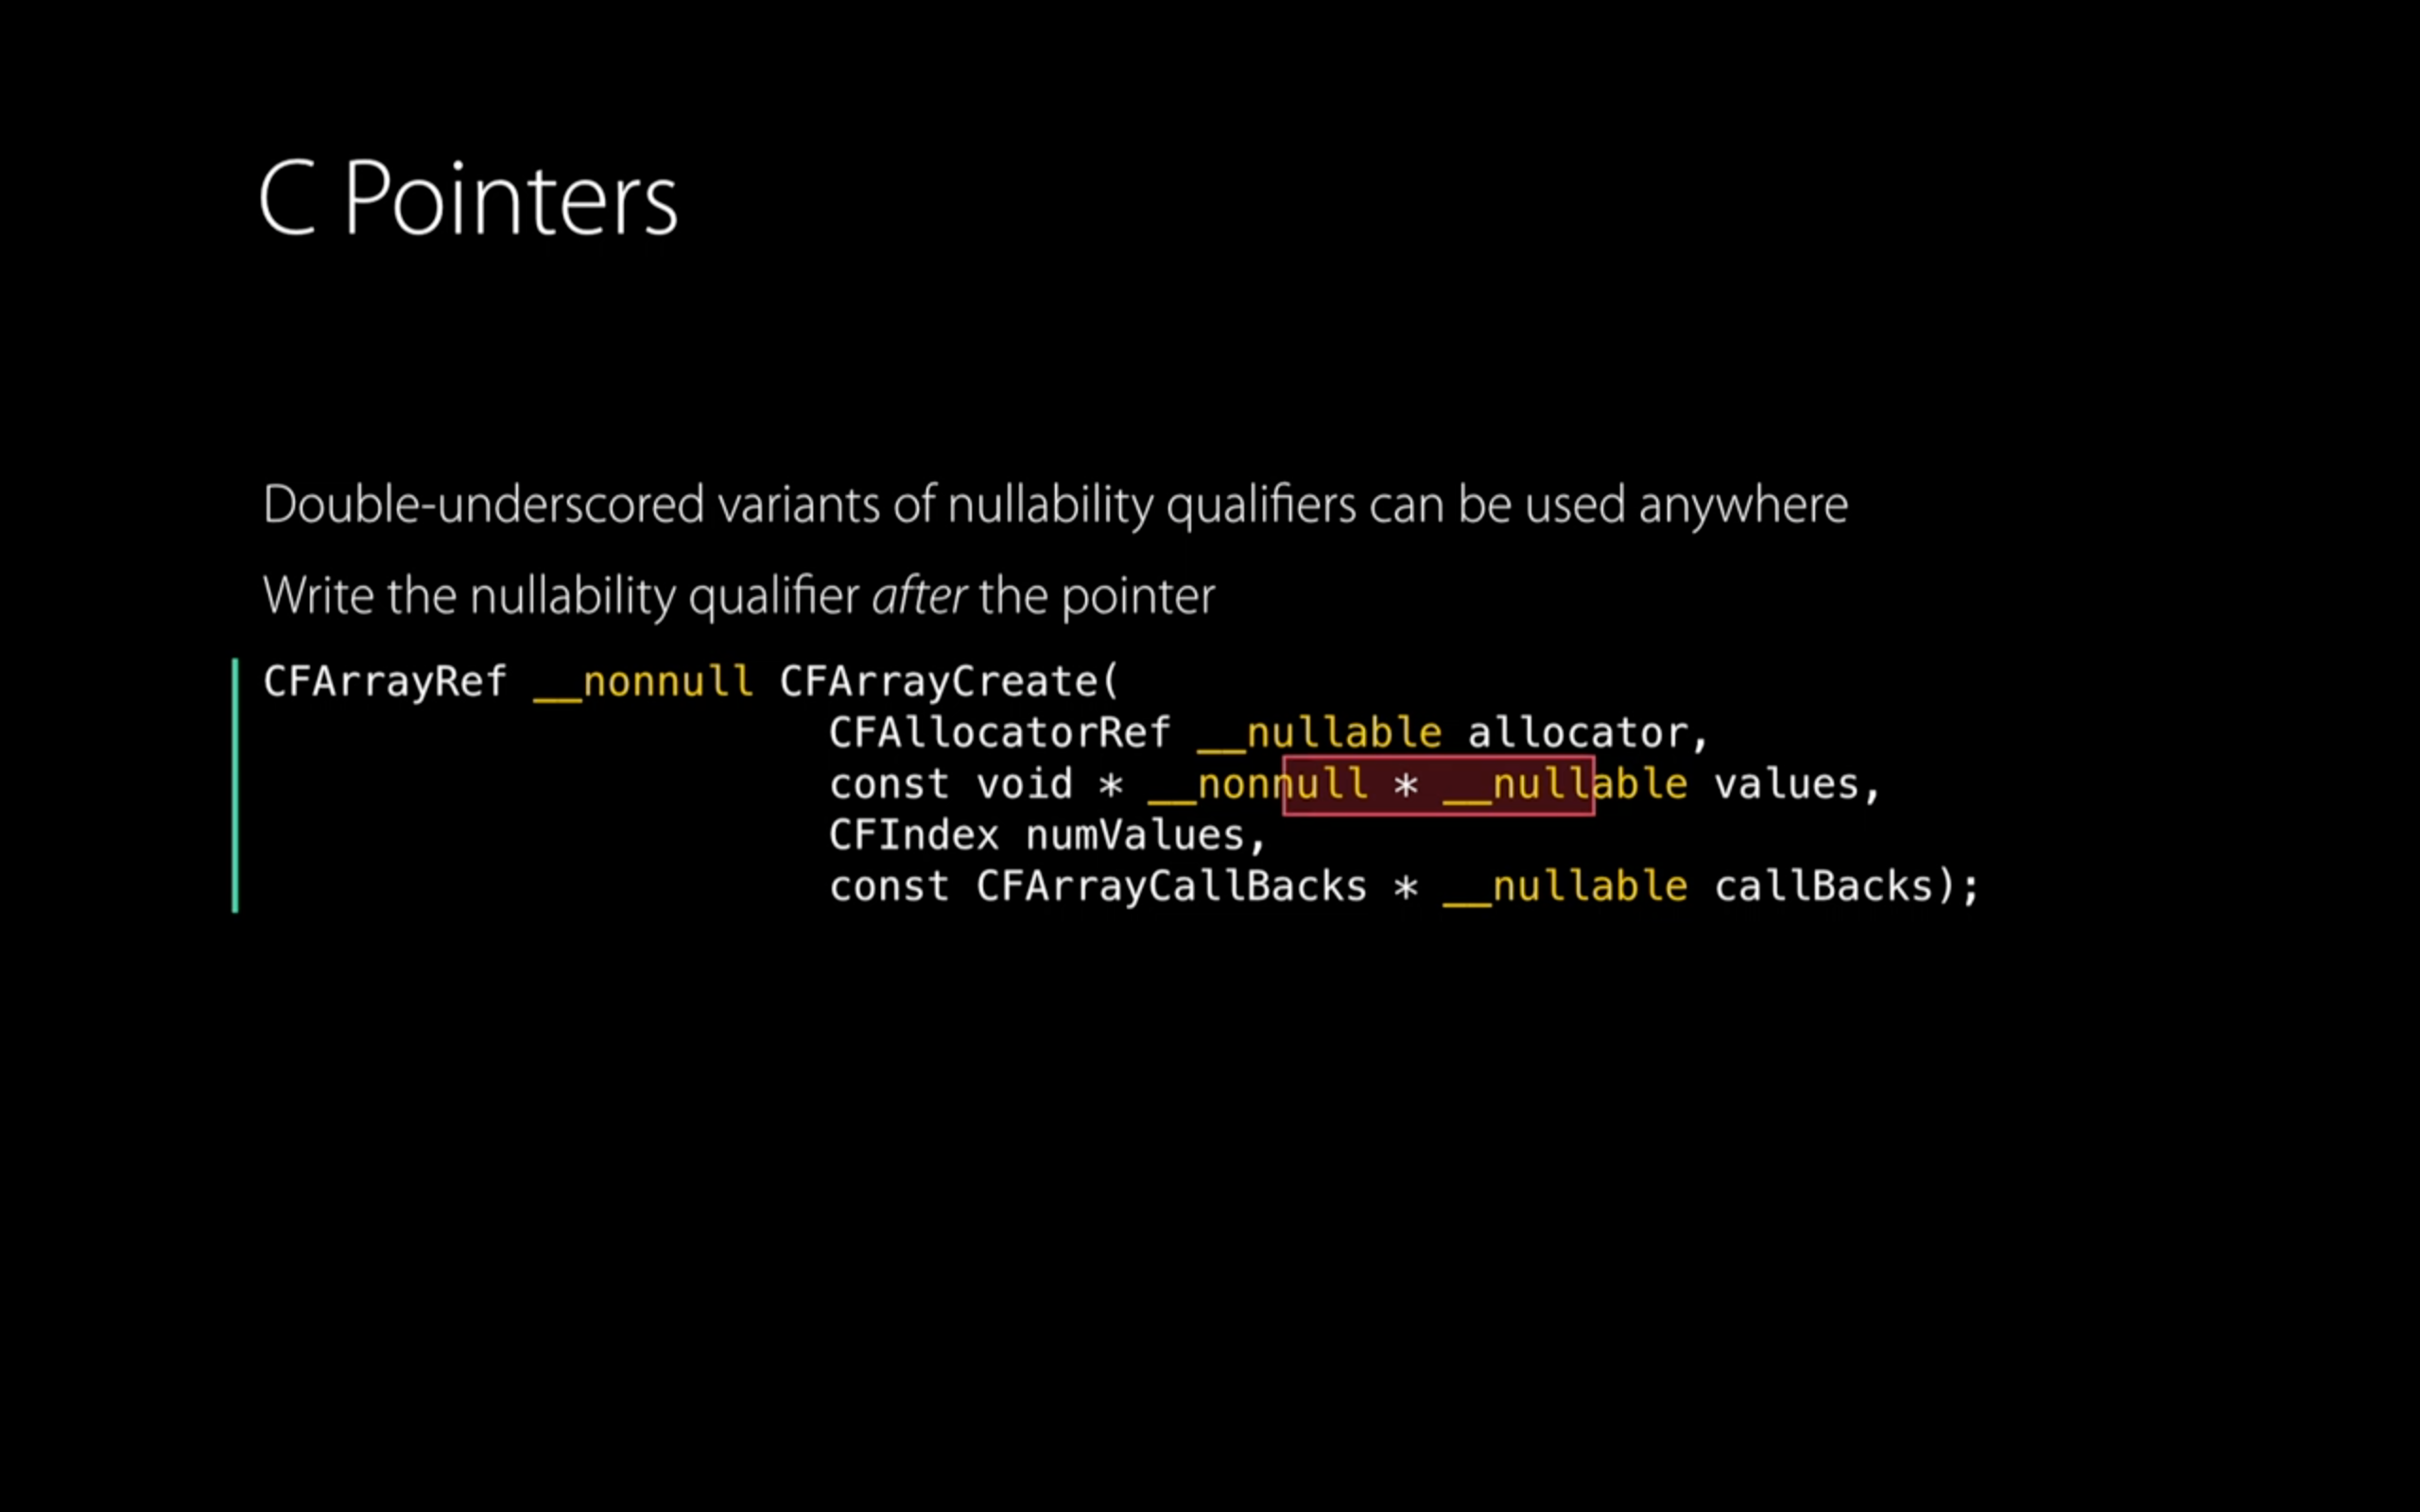 C Pointers
Double-underscored variants of nullability qualifiers can be used anywhere
Write the nullability qualifier after the pointer
CFArrayRef __nonnull CFArrayCreate(
CFAllocatorRef __nullable allocator,
const void * __nonnull * __nullable values,
CFIndex numValues,
const CFArrayCallBacks * __nullable callBacks);